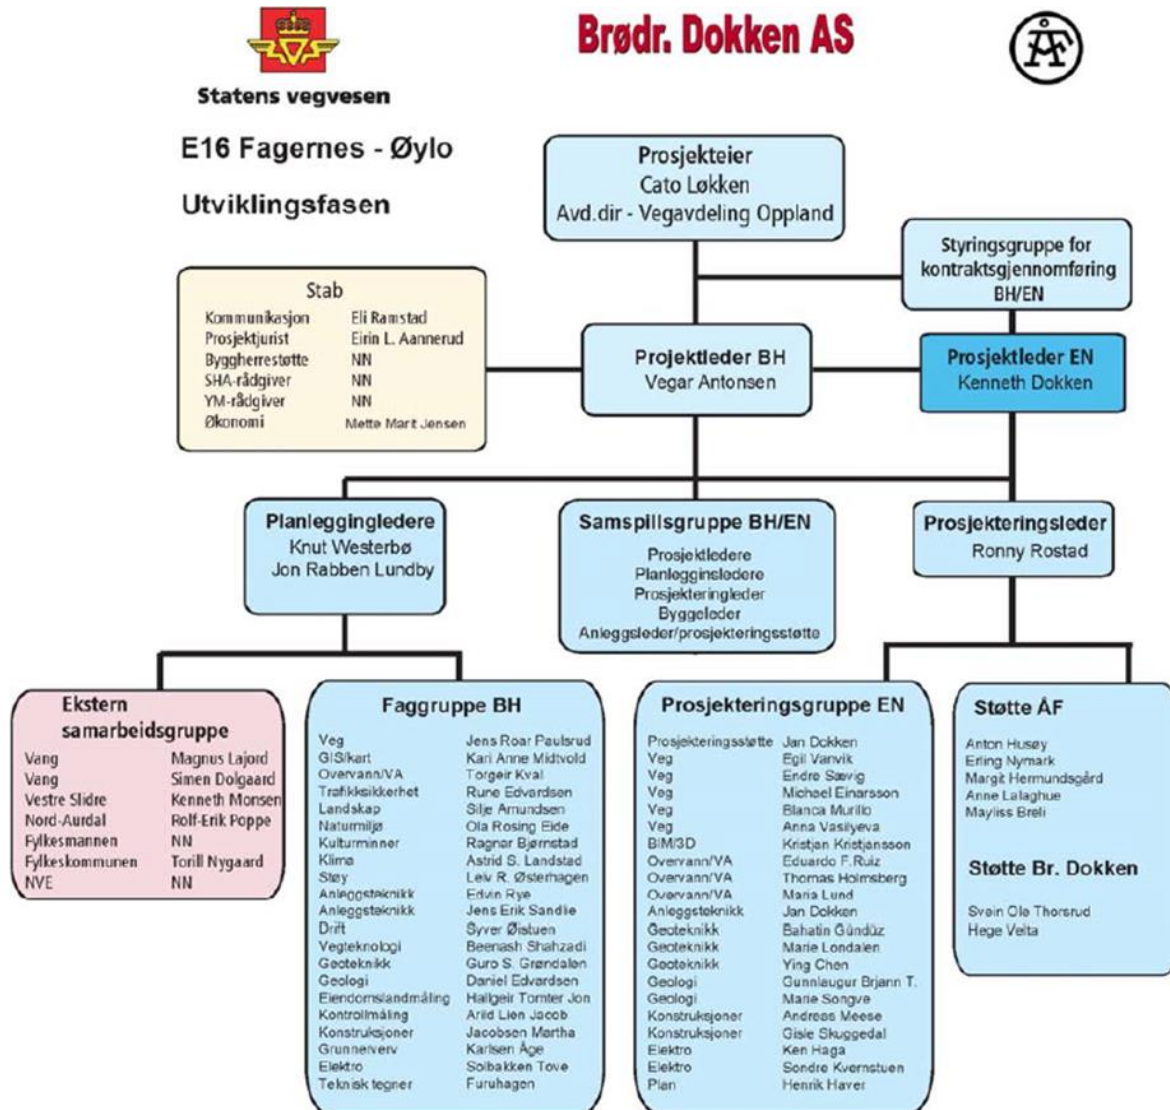 Statens vegvesen
Brødr. Dokken AS
ÅF
E16 Fagernes - Øylo
Utviklingsfasen
Prosjekteier
Cato Løkken
Avd.dir - Vegavdeling Oppland
Styringsgruppe for
kontraktsgjennomføring
BH/EN
Stab
Kommunikasjon Eli Ramstad
Prosjektjurist Eirin L. Aannerud
Byggherrestøtte NN
SHA-rådgiver NN
YM-rådgiver NN
Økonomi Mette Marit Jensen
Projektleder BH
Vegar Antonsen
Prosjektleder EN
Kenneth Dokken
Planleggingledere
Knut Westerbø
Jon Rabben Lundby
Samspillsgruppe BH/EN
Prosjektledere
Planlegginsledere
Prosjekteringleder
Byggeleder
Anleggsleder/prosjekteringsstøtte
Prosjekteringsleder
Ronny Rostad
Ekstern
samarbeidsgruppe
Vang Magnus Lajord
Vang Simen Dolgaard
Vestre Slidre Kenneth Monsen
Nord-Aurdal Rolf-Erik Poppe
Fylkesmannen NN
Fylkeskommunen Torill Nygaard
NVE NN
Faggruppe BH
Veg Jens Roar Paulsrud
GIS/kart Kari Anne Midtvold
Overvann/VA Torgeir Kval
Trafikksikkerhet Rune Edvardsen
Landskap Silje Amundsen
Naturmiljø Ola Rosing Eide
Kulturminner Ragnar Bjørnstad
Klima Astrid S. Landstad
Støy Leiv R. Østerhagen
Anleggsteknikk Edvin Rye
Anleggsteknikk Jens Erik Sandlie
Drift Syver Øistuen
Vegteknologi Beenash Shahzadi
Geoteknikk Guro S. Grøndalen
Geologi Daniel Edvardsen
Eiendomslandmåling Hallgeir Tomter Jon
Kontrollmåling Arild Lien Jacob
Konstruksjoner Jacobsen Martha
Grunnerverv Karlsen Åge
Elektro Solbakken Tove
Teknisk tegner Furuhagen
Prosjekteringsgruppe EN
Prosjekteringsstøtte Jan Dokken
Veg Egil Vanvik
Veg Endre Sævig
Veg Michael Einarsson
Veg Blanca Murillo
Veg Anna Vasilyeva
BIM/3D Kristjan Kristjansson
Overvann/VA Eduardo F.Ruiz
Overvann/VA Thomas Holmsberg
Overvann/VA Maria Lund
Anleggsteknikk Jan Dokken
Geoteknikk Bahatin Gündüz
Geoteknikk Marie Londalen
Geoteknikk Ying Chen
Geologi Gunnlaugur Brjann T.
Geologi Marie Songve
Konstruksjoner Andreas Meese
Konstruksjoner Gisle Skuggedal
Elektro Ken Haga
Elektro Sondre Kvernstuen
Plan Henrik Haver
Støtte ÅF
Anton Husøy
Erling Nymark
Margit Hermundsgård
Anne Lalaghue
Mayliss Breli
Støtte Br. Dokken
Svein Ole Thorsrud
Hege Veita